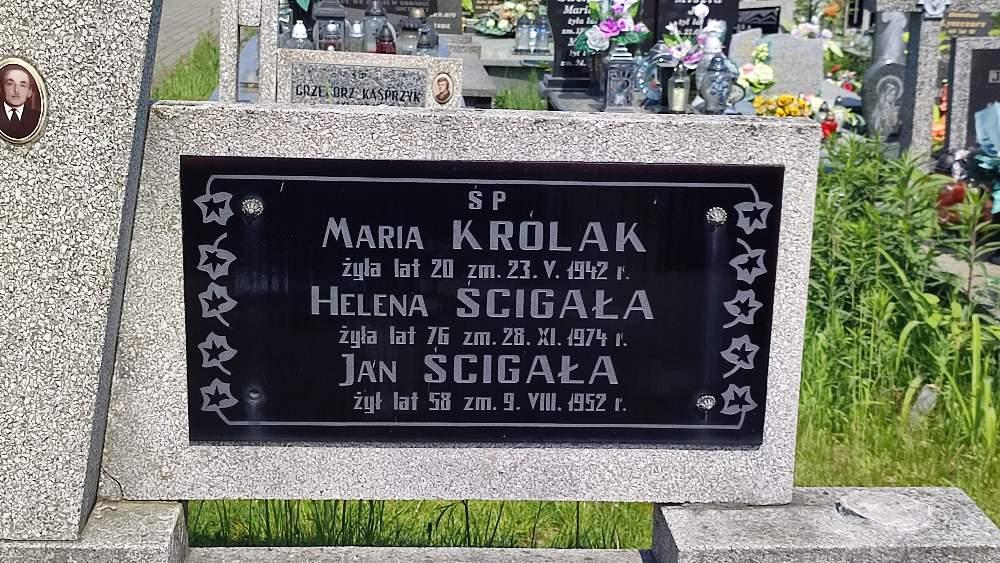 GRZEGORZ KASPRZYK
ŚP
MARIA KRÓLAK
żyła lat 20 zm. 23. V. 1942 r.
HELENA ŚCIGAŁA
żyła lat 76 zm. 28. XI. 1974 r.
JAN ŚCIGAŁA
żył lat 58 zm. 9. VIII. 1952 r.